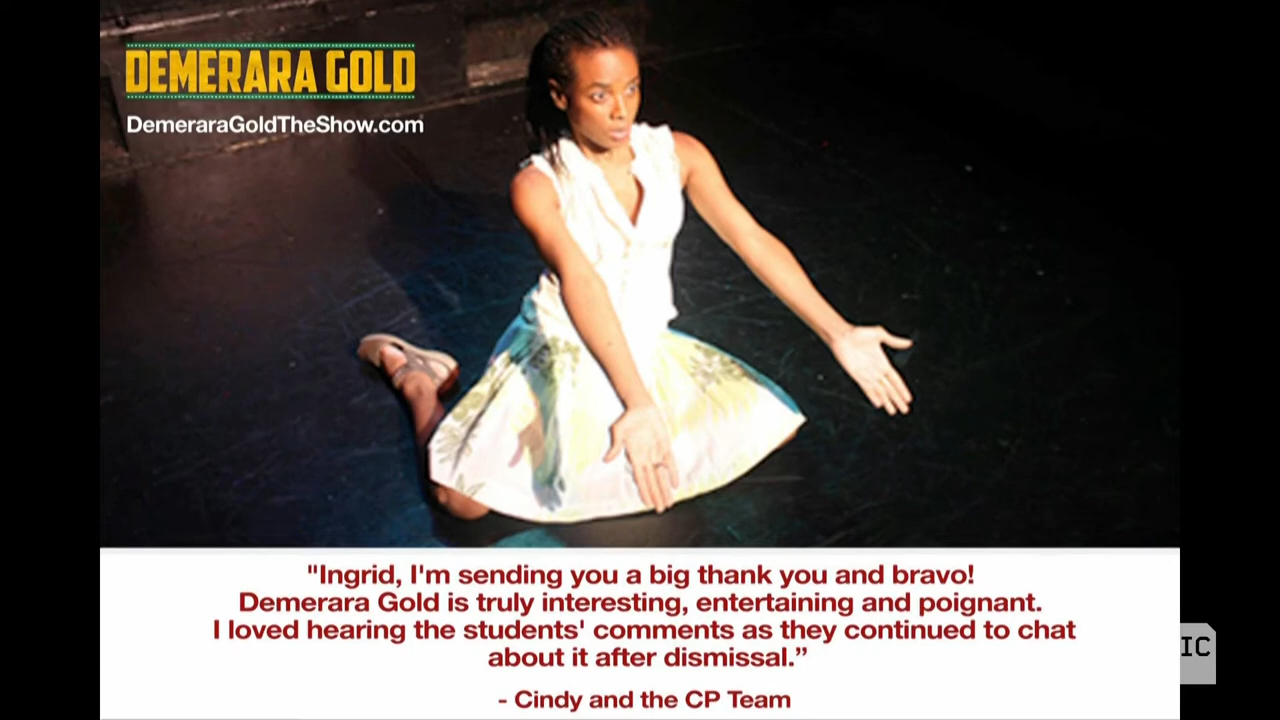 DEMERARA GOLD
DemeraraGoldTheShow.com
"Ingrid, I'm sending you a big thank you and bravo!
Demerara Gold is truly interesting, entertaining and poignant.
I loved hearing the students' comments as they continued to chat
about it after dismissal.”
- Cindy and the CP Team
IC